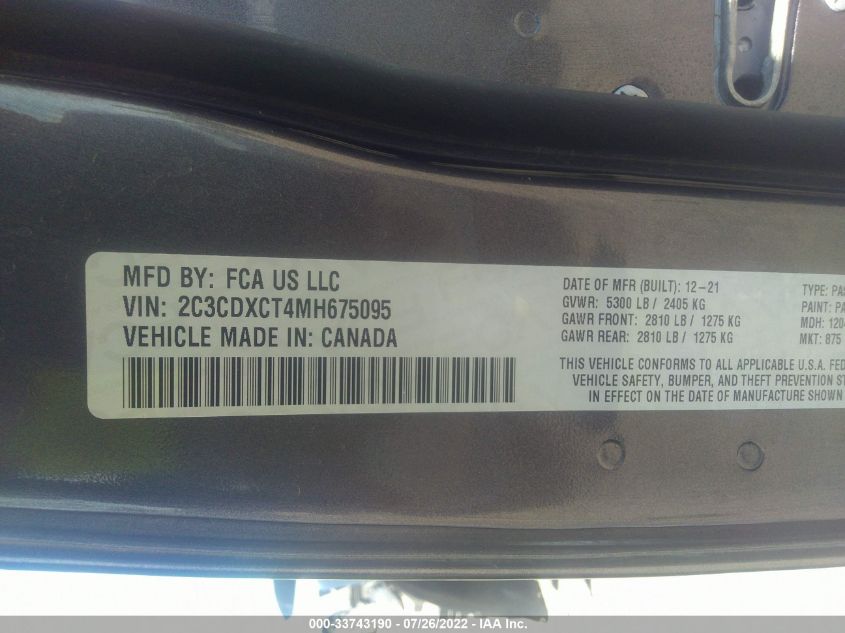 MFD BY: FCA US LLC
VIN: 2C3CDXCT4MH675095
VEHICLE MADE IN: CANADA
DATE OF MFR (BUILT): 12-21
GVWR: 5300 LB / 2405 KG
GAWR FRONT: 2810 LB / 1275 KG
GAWR REAR: 2810 LB / 1275 KG
THIS VEHICLE CONFORMS TO ALL APPLICABLE U.S.A. FED
VEHICLE SAFETY, BUMPER, AND THEFT PREVENTION ST
IN EFFECT ON THE DATE OF MANUFACTURE SHOWN
TYPE: PAS
PAINT: PA
MDH: 120
MKT: 875
000-33743190 - 07/26/2022 - IAA Inc.